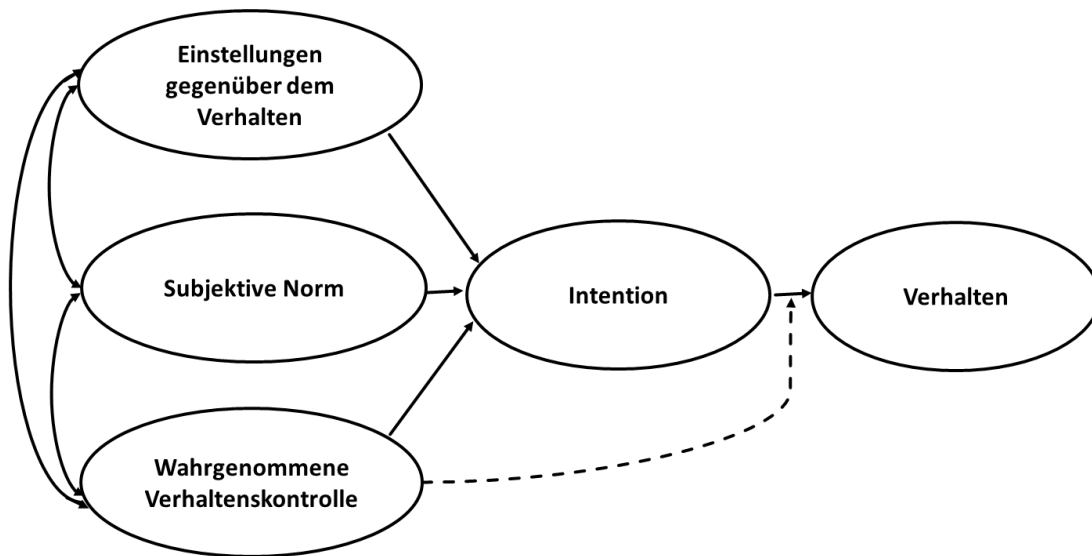 Einstellungen
gegenüber dem
Verhalten
Subjektive Norm
Intention
Verhalten
Wahrgenommene
Verhaltenskontrolle